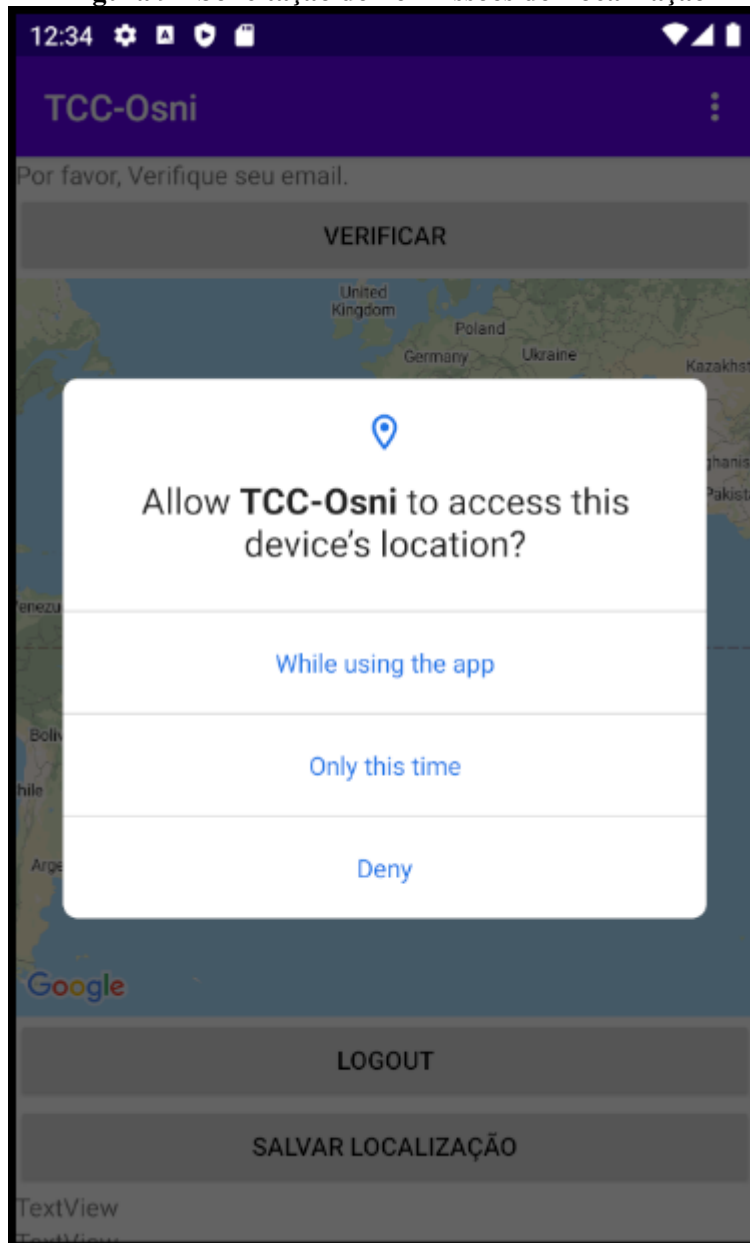 12:34
TCC-Osni
Por favor, Verifique seu email.
VERIFICAR
United
Kingdom
Poland
Germany
Ukraine
Allow TCC-Osni to access this
device's location?
While using the app
Only this time
Deny
Google
LOGOUT
SALVAR LOCALIZAÇÃO
TextView